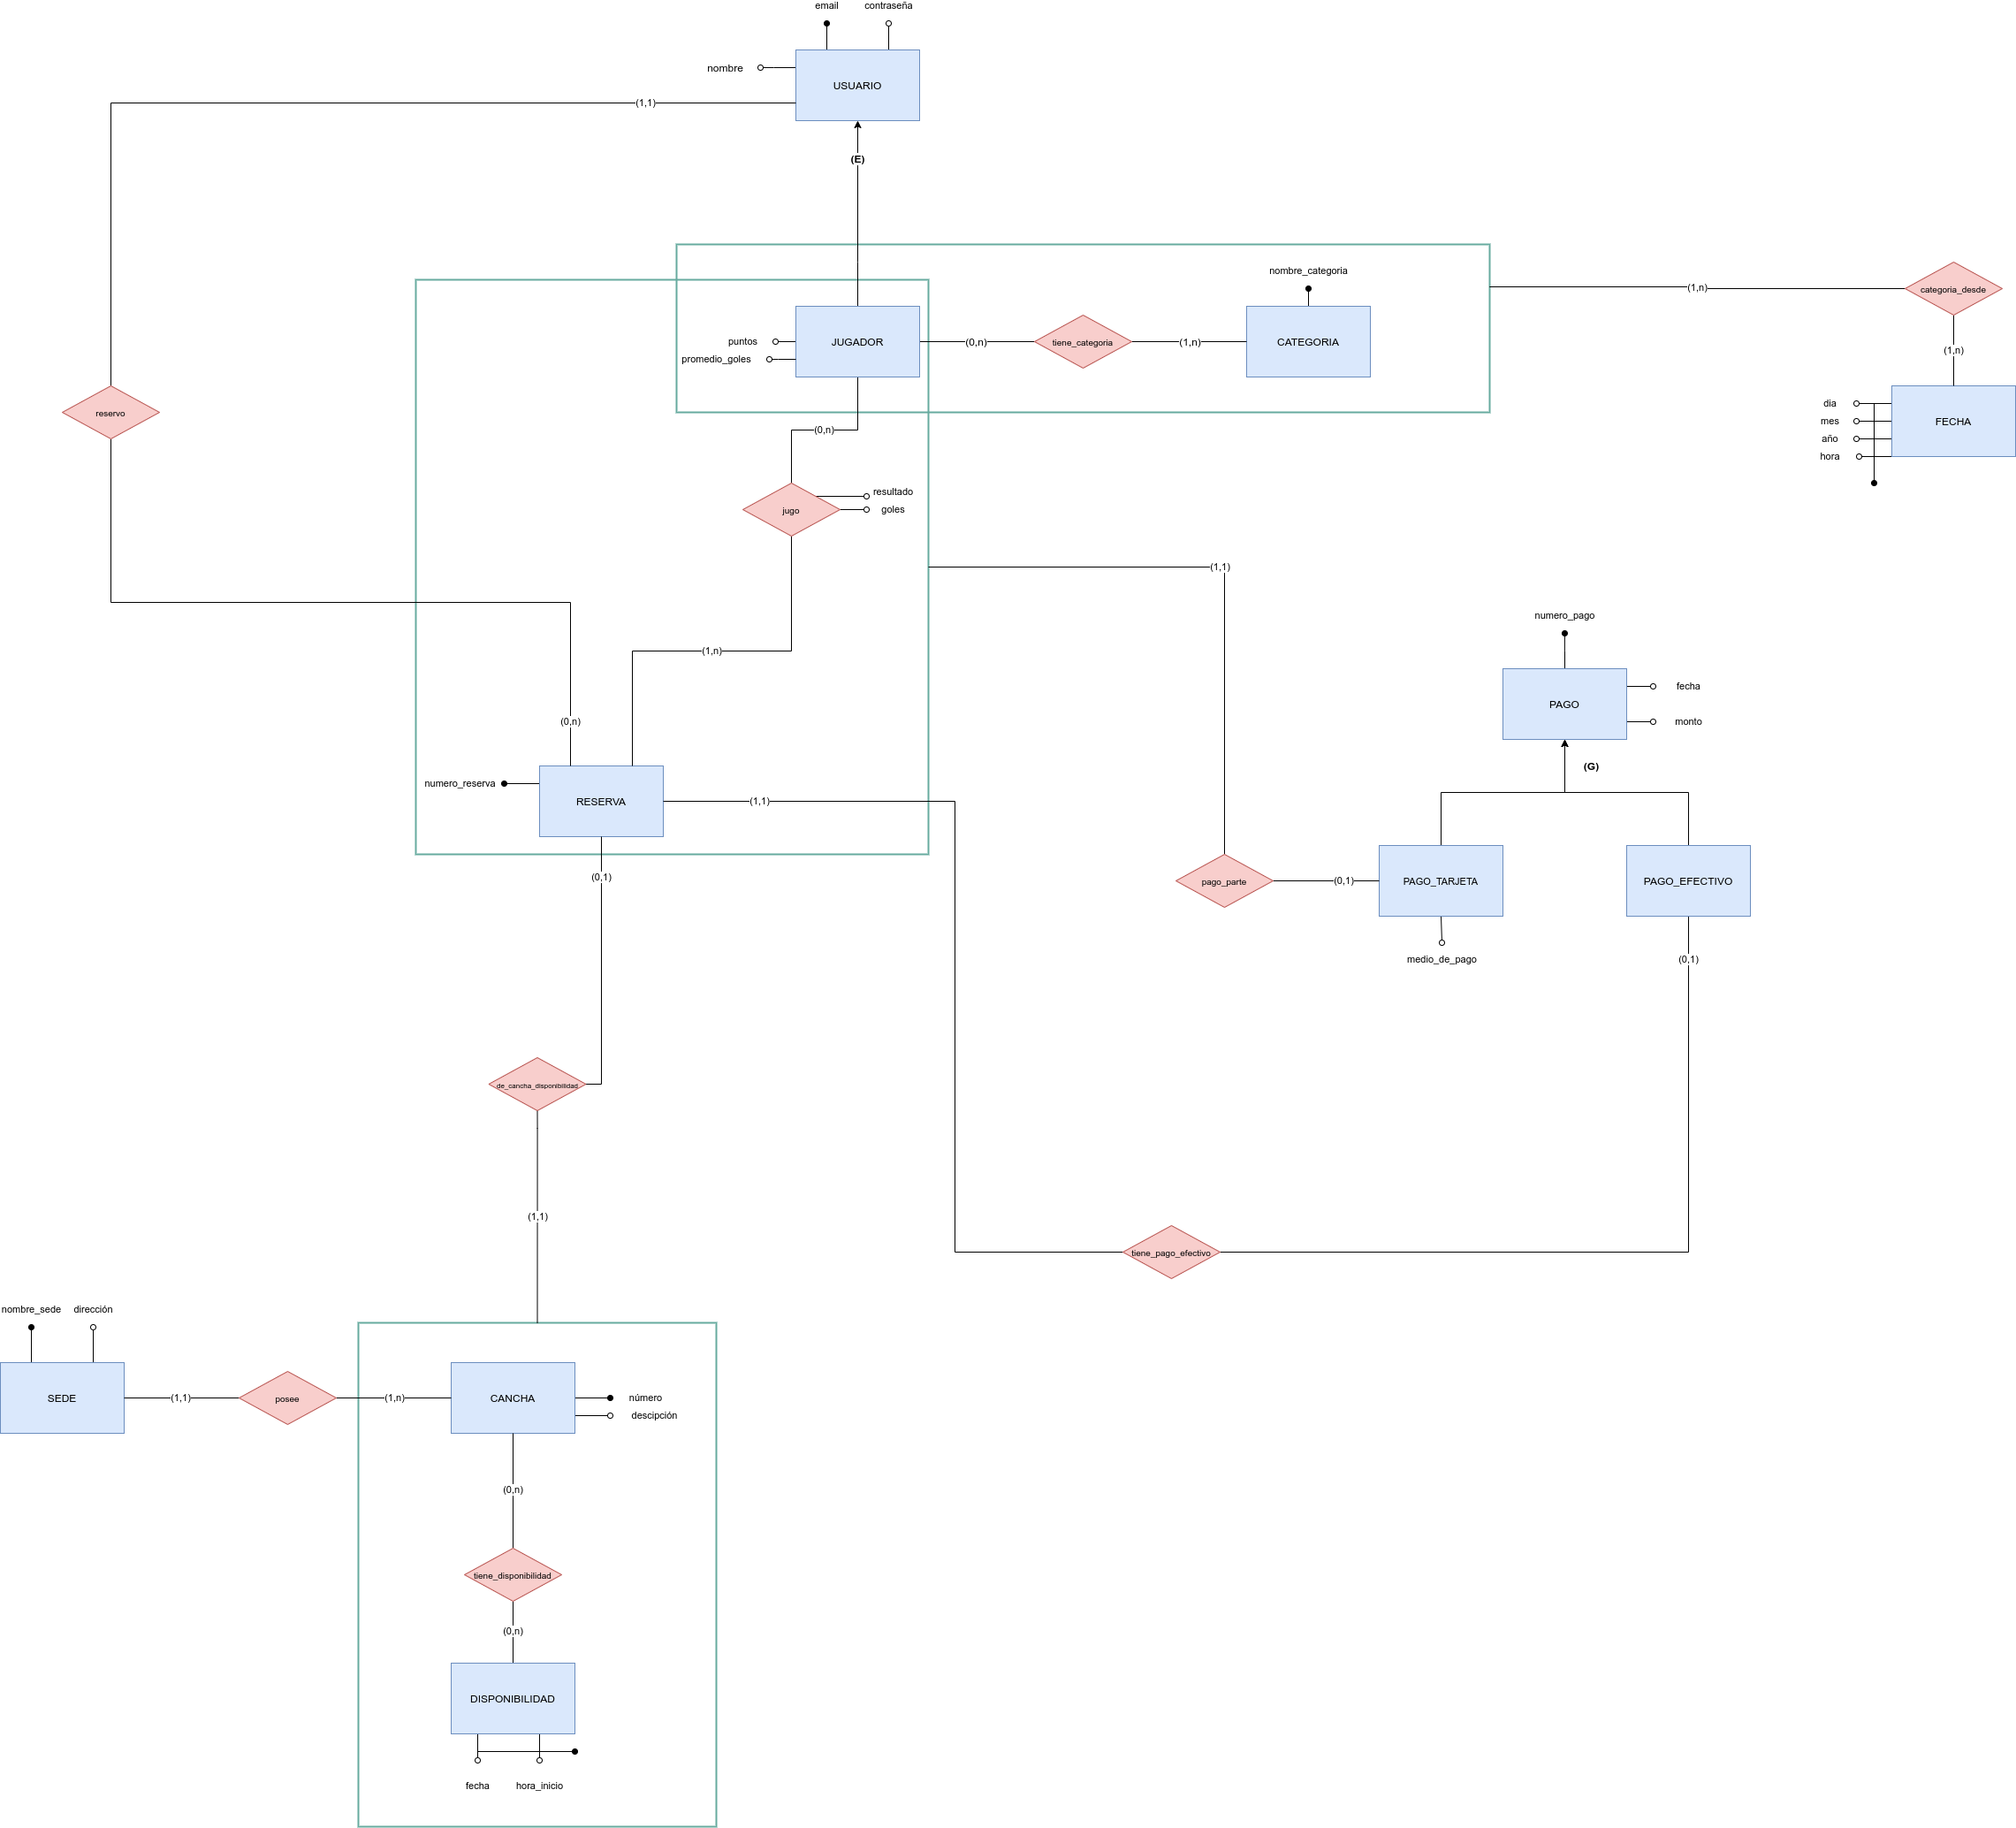 email
contraseña
nombre
USUARIO
(1,1)
(E)
nombre_categoria
(1,n)
categoria_desde
puntos
JUGADOR
(0,n)
tiene_categoria
(1,n)
CATEGORIA
promedio_goles
(1,n)
dia
mes
año
hora
FECHA
reservo
(0,n)
resultado
jugo
goles
(1,1)
numero_pago
(1,n)
fecha
PAGO
monto
(0,n)
(G)
numero_reserva
RESERVA
(1,1)
(0,1)
pago_parte
(0,1)
PAGO_TARJETA
PAGO_EFECTIVO
medio_de_pago
(0,1)
de_cancha_disponibilidad
(1,1)
tiene_pago_efectivo
nombre_sede
dirección
SEDE
(1,1)
posee
(1,n)
CANCHA
número
descipción
(0,n)
tiene_disponibilidad
(0,n)
DISPONIBILIDAD
fecha
hora_inicio